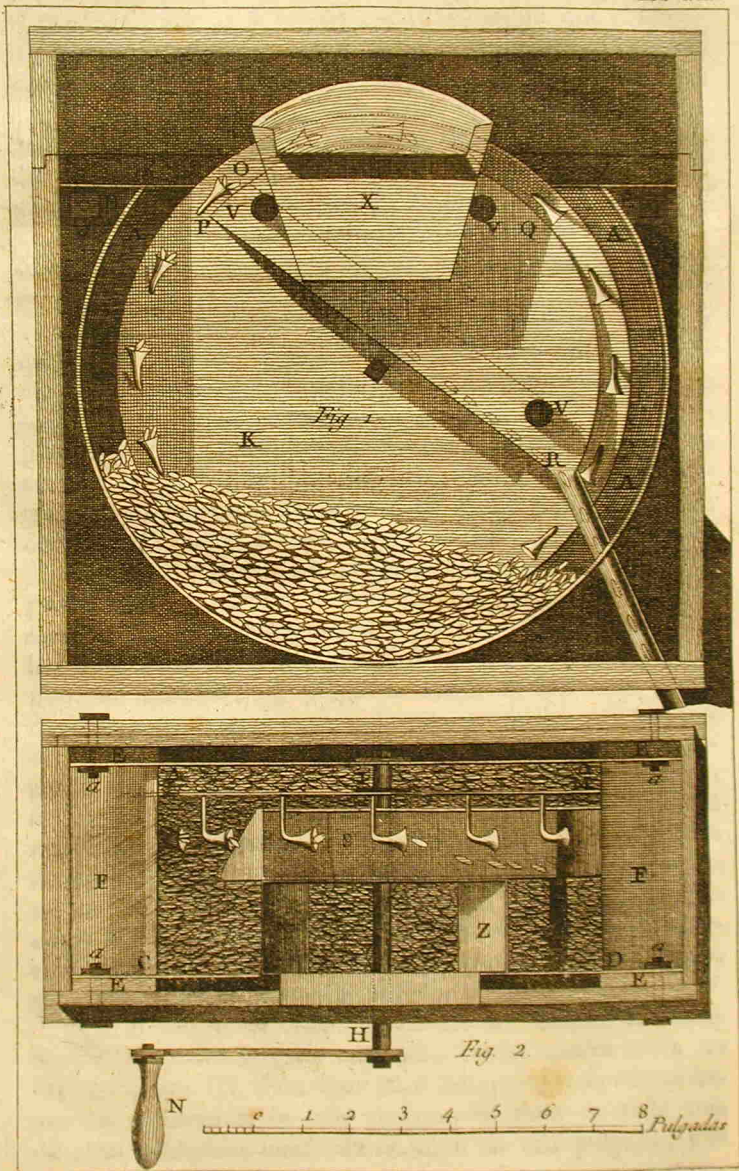 O
V X V Q A
P
V
Fig 1.
K
R
A
E E
a a
F S F
Z
C D
a a
E E
H
Fig. 2.
N
0 1 2 3 4 5 6 7 8 Pulgadas